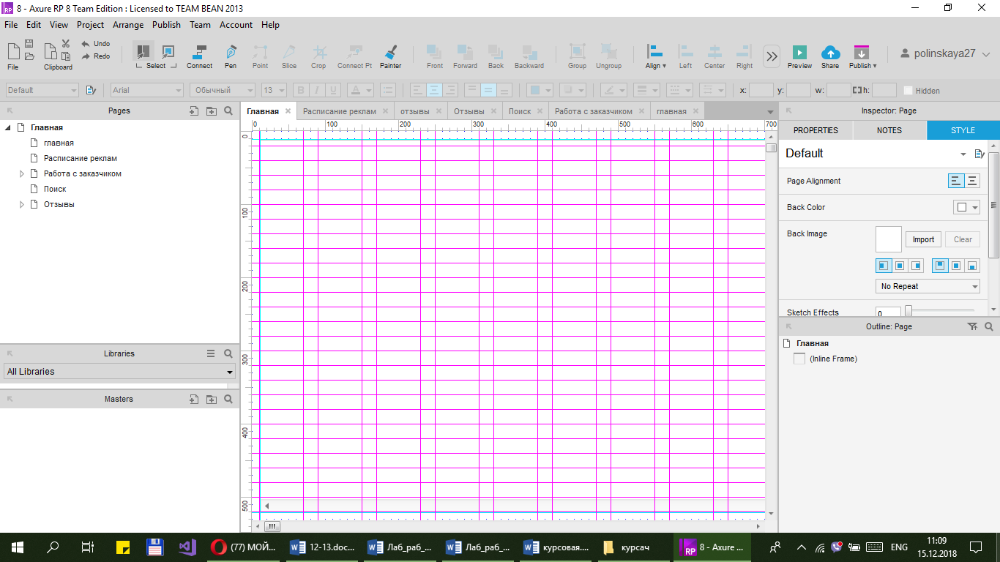 8 - Axure RP 8 Team Edition : Licensed to TEAM BEAN 2013
File Edit View Project Arrange Publish Team Account Help
Undo
Redo
File Clipboard Select Connect Pen Point Slice Crop Connect Pt Painter Front Forward Back Backward Group Ungroup Align Left Center Right Preview Share Publish polinskaya27
Default Arial Обычный 13 B I U A x: y: w: h: Hidden
Pages
Главная
главная
Расписание реклам
Работа с заказчиком
Поиск
Отзывы
Libraries
All Libraries
Masters
Главная Расписание реклам отзывы Отзывы Поиск Работа с заказчиком главная
0 100 200 300 400 500 600 700
0
100
200
300
400
500
Inspector: Page
PROPERTIES NOTES STYLE
Default
Page Alignment
Back Color
Back Image Import Clear
No Repeat
Sketch Effects 0
Outline: Page
Главная
(Inline Frame)
RP (77) МОЙ... 12-13.doc... Лаб_раб_... Лаб_раб_... курсовая.... курсач 8 - Axure ... ENG 11:09
15.12.2018